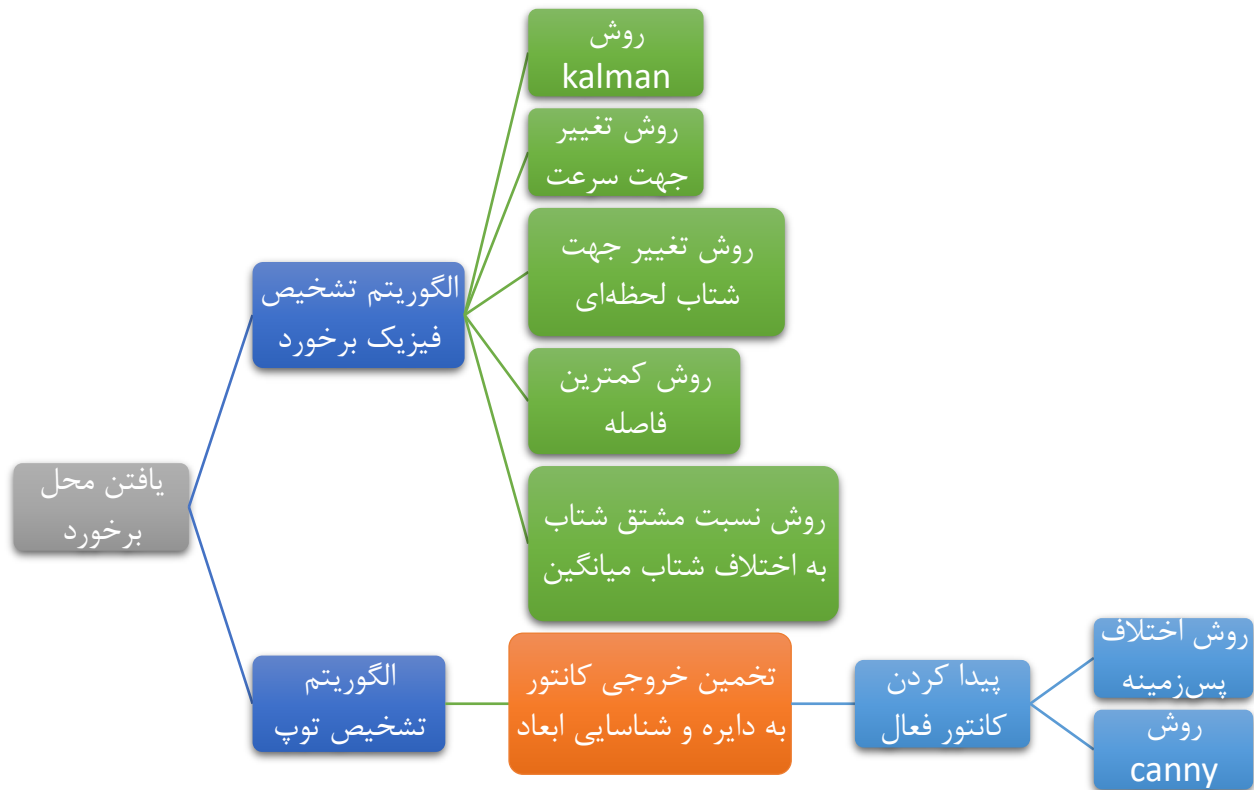 روش
kalman
روش تغییر
جهت سرعت
روش تغییر جهت
شتاب لحظه‌ای
الگوریتم تشخیص
فیزیک برخورد
روش کمترین
فاصله
یافتن محل
برخورد
روش نسبت مشتق شتاب
به اختلاف شتاب میانگین
الگوریتم
تشخیص توپ
تخمین خروجی کانتور
به دایره و شناسایی ابعاد
پیدا کردن
کانتور فعال
روش اختلاف
پس‌زمینه
روش
canny